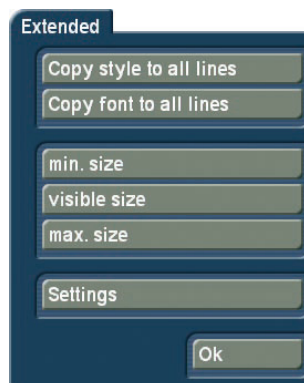 Extended
Copy style to all lines
Copy font to all lines
min. size
visible size
max. size
Settings
Ok